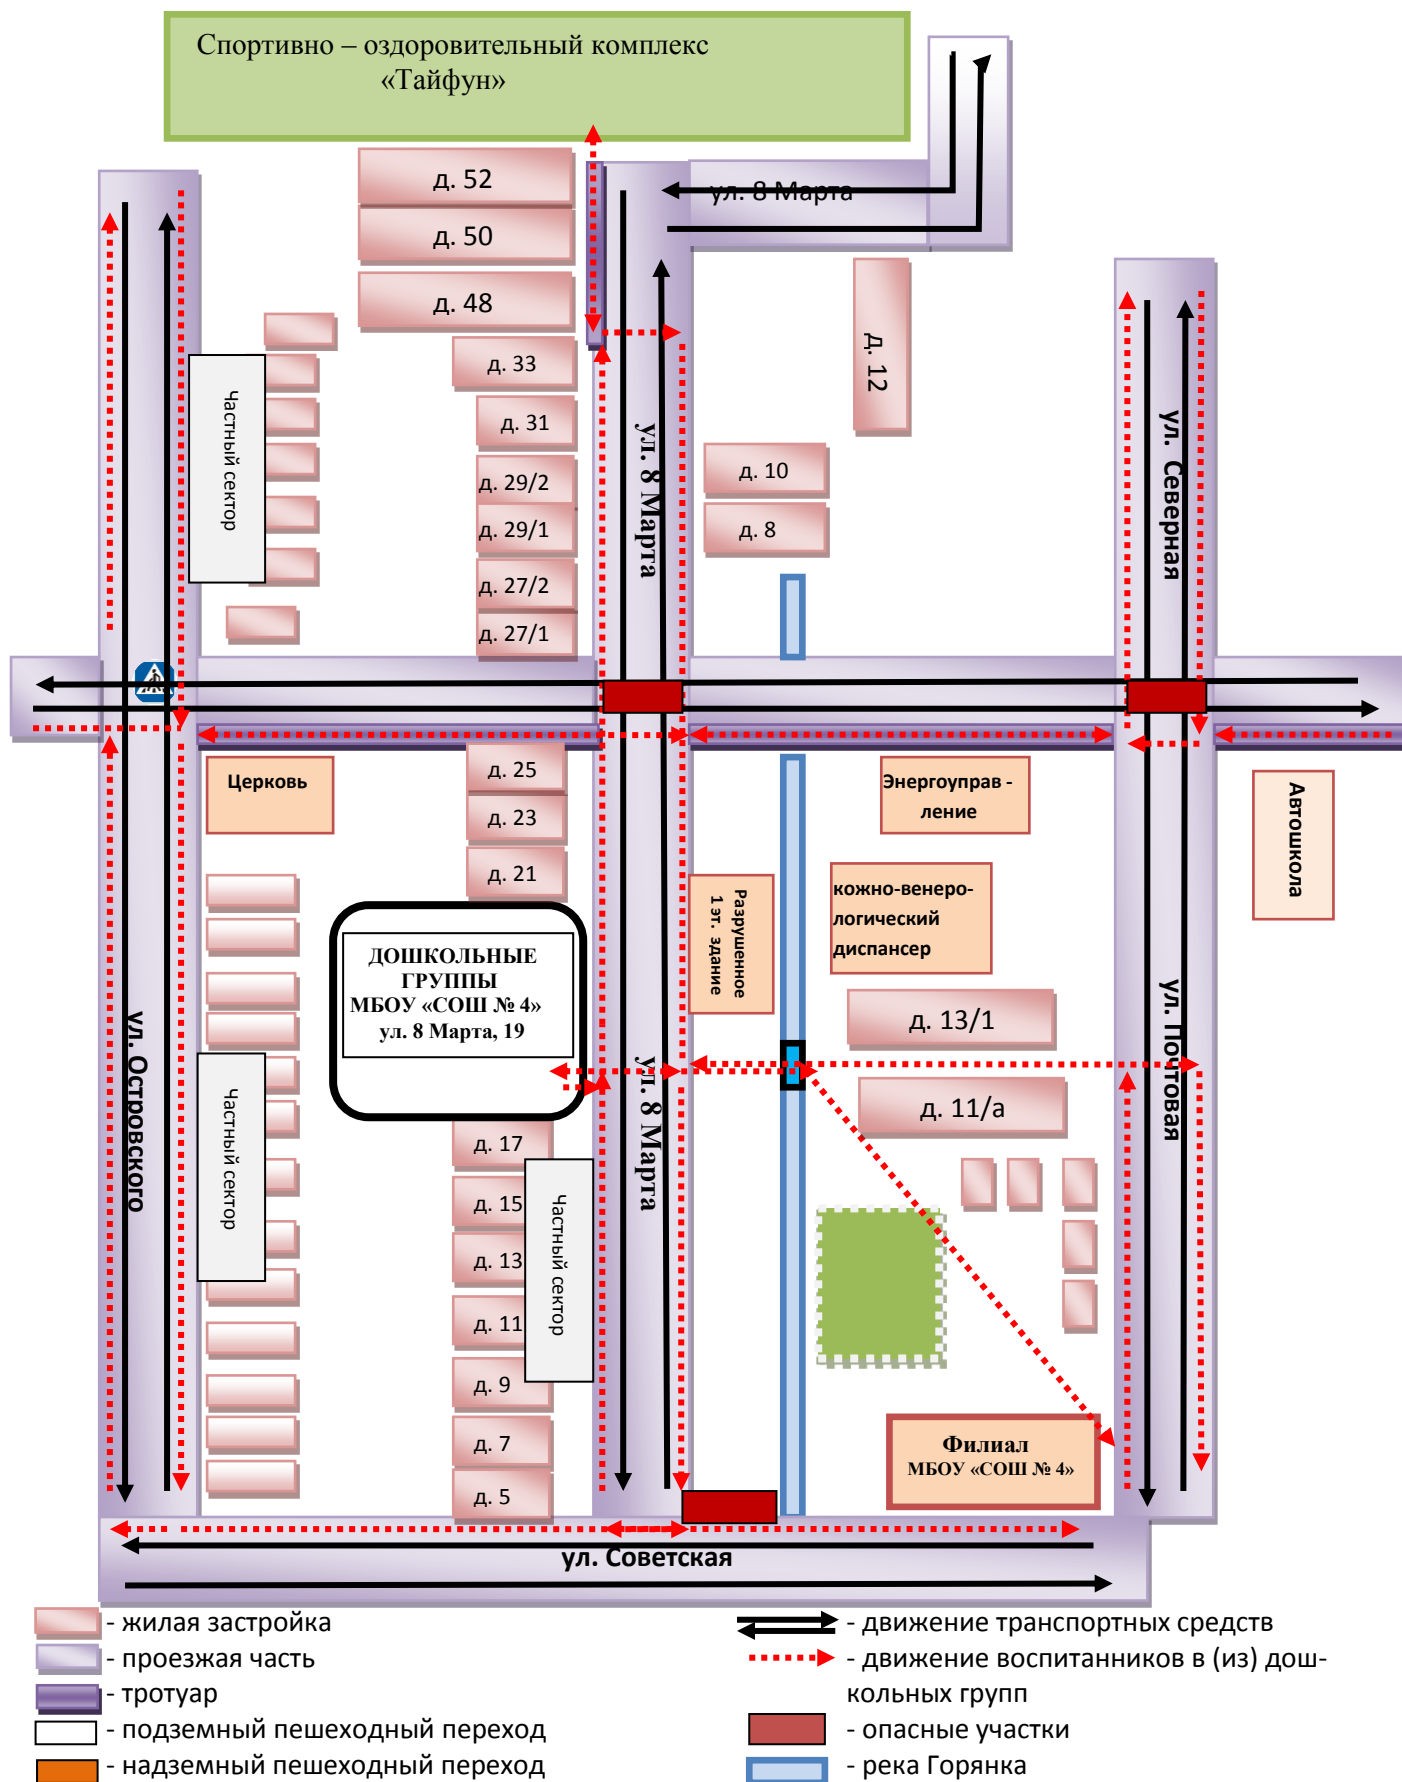 Спортивно – оздоровительный комплекс
«Тайфун»
д. 52
ул. 8 Марта
д. 50
д. 48
д. 33
д. 12
д. 31
Частный сектор
ул. 8 Марта
ул. Северная
д. 10
д. 29/2
д. 8
д. 29/1
д. 27/2
д. 27/1
Церковь
д. 25
Энергоуправ -
ление
Автошкола
д. 23
д. 21
Разрушенное
1 эт. здание
кожно-венеро-
логический
диспансер
ДОШКОЛЬНЫЕ
ГРУППЫ
МБОУ «СОШ № 4»
ул. 8 Марта, 19
д. 13/1
ул. Островского
ул. 8 Марта
ул. Почтовая
Частный сектор
д. 11/а
д. 17
д. 15
Частный сектор
д. 13
д. 11
д. 9
д. 7
Филиал
МБОУ «СОШ № 4»
д. 5
ул. Советская
- жилая застройка
- проезжая часть
- тротуар
- подземный пешеходный переход
- надземный пешеходный переход
- движение транспортных средств
- движение воспитанников в (из) дош-
кольных групп
- опасные участки
- река Горянка